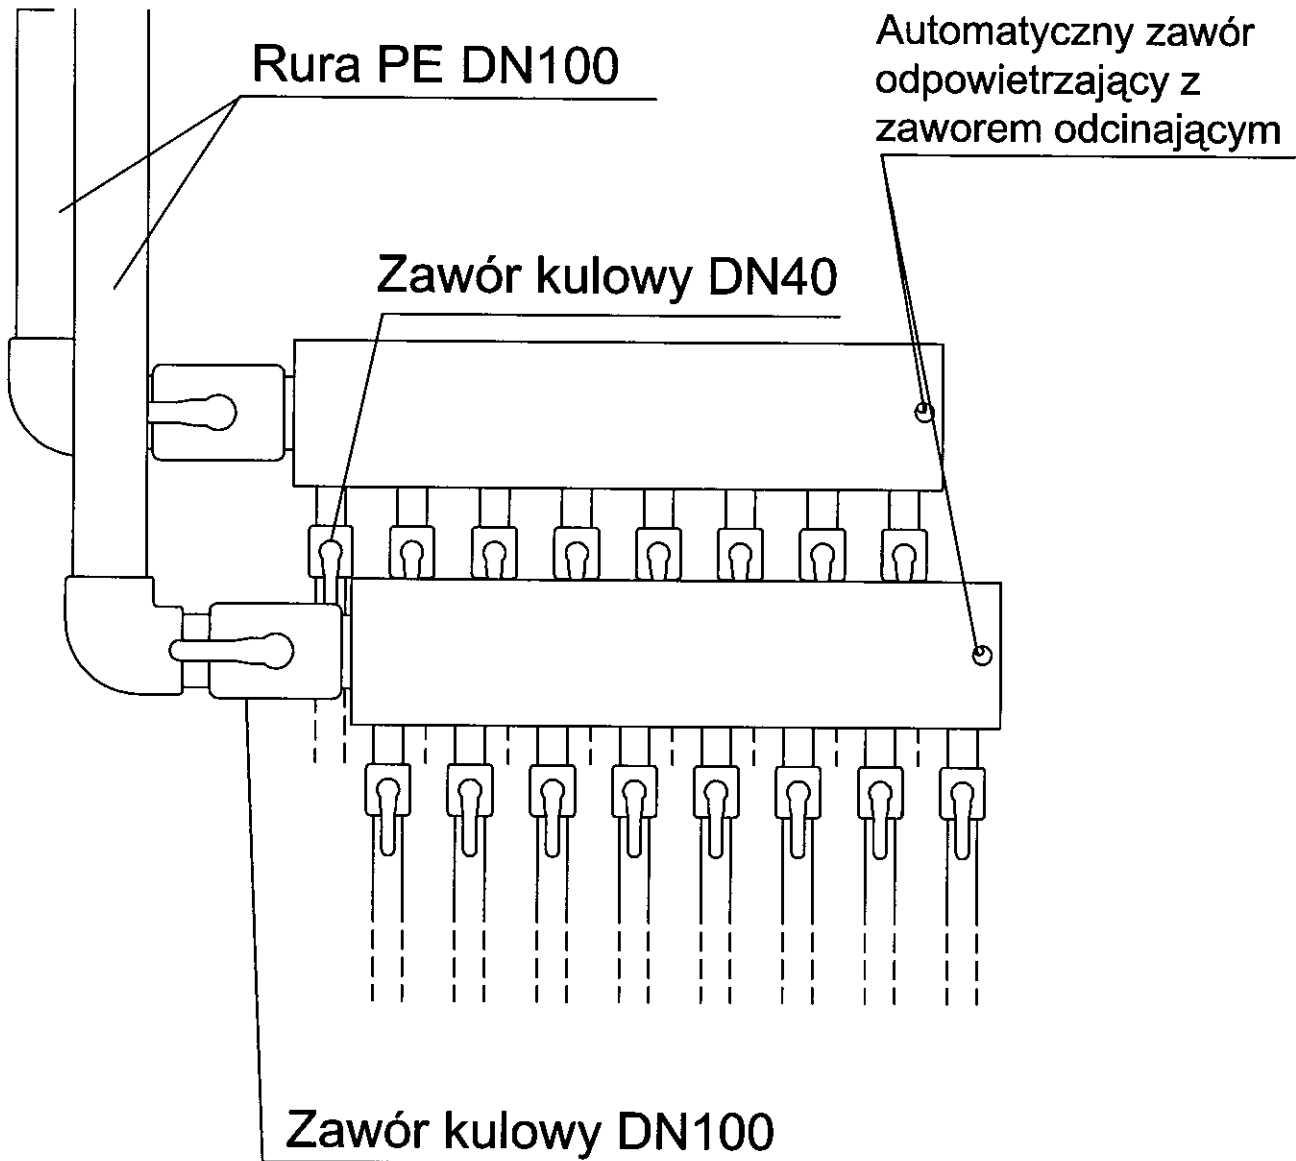 Rura PE DN100
Automatyczny zawór
odpowietrzający z
zaworem odcinającym
Zawór kulowy DN40
Zawór kulowy DN100